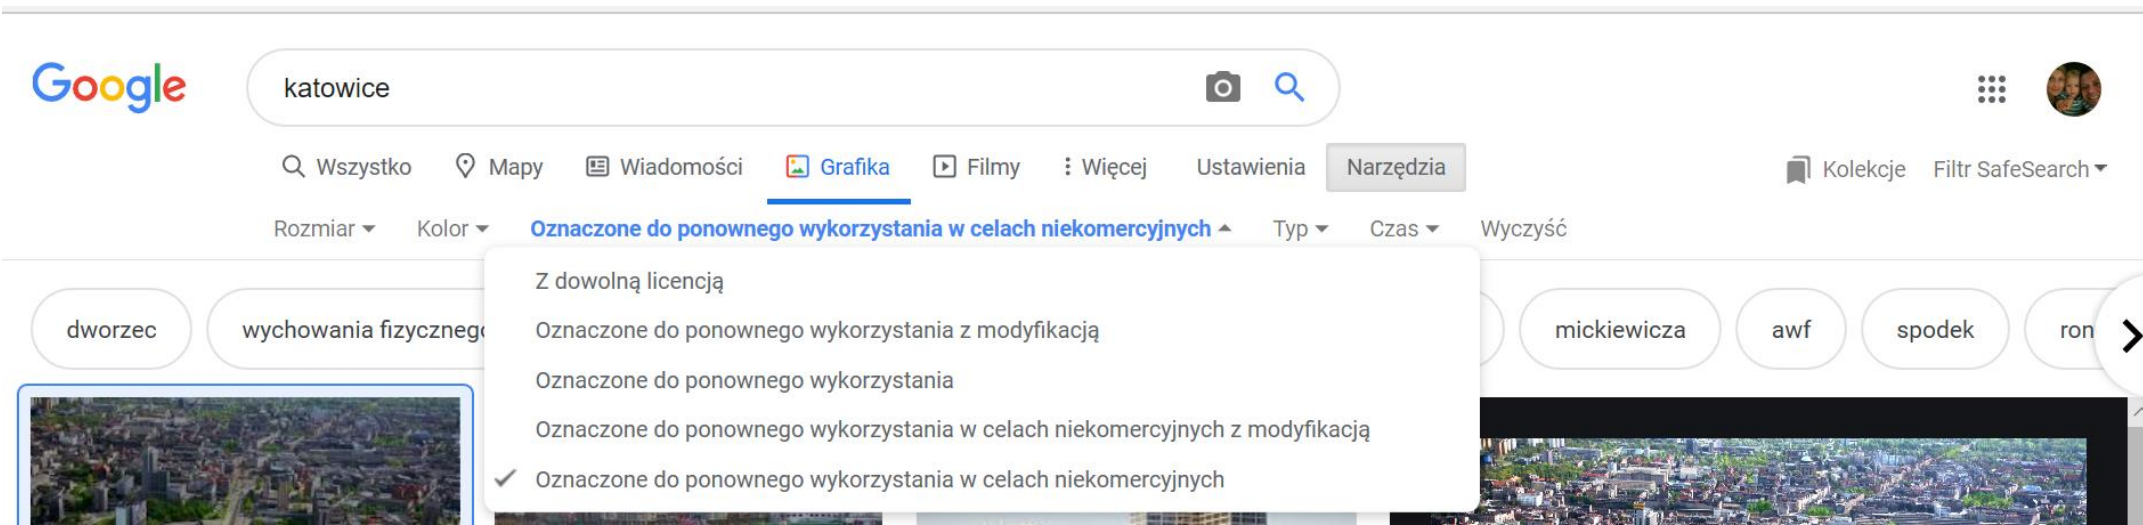 Google
katowice
Wszystko Mapy Wiadomości Grafika Filmy Więcej Ustawienia Narzędzia Kolekcje Filtr SafeSearch
Rozmiar Kolor Oznaczone do ponownego wykorzystania w celach niekomercyjnych Typ Czas Wyczyść
Z dowolną licencją
Oznaczone do ponownego wykorzystania z modyfikacją
dworzec wychowania fizycznego mickiewicza awf spodek ron
Oznaczone do ponownego wykorzystania
Oznaczone do ponownego wykorzystania w celach niekomercyjnych z modyfikacją
Oznaczone do ponownego wykorzystania w celach niekomercyjnych